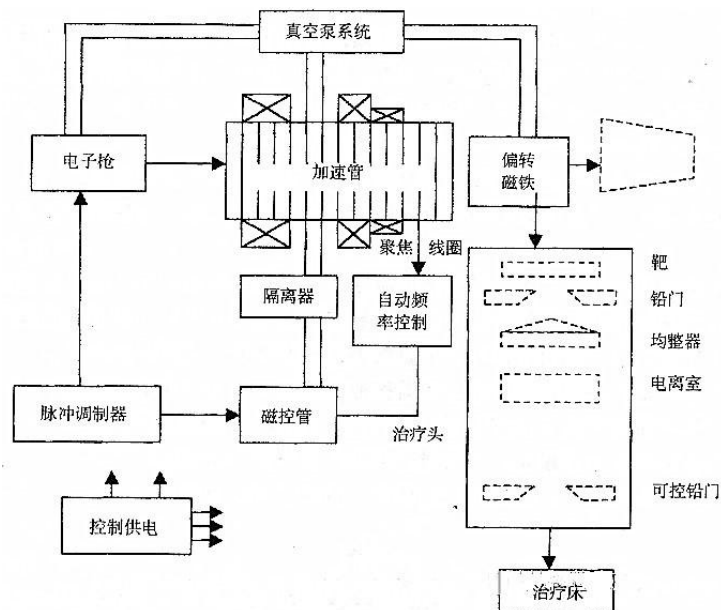 真空泵系统
电子枪
加速管
偏转
磁铁
聚焦 线圈
靶
隔离器
自动频
率控制
铅门
均整器
电离室
脉冲调制器
磁控管
治疗头
可控铅门
控制供电
治疗床